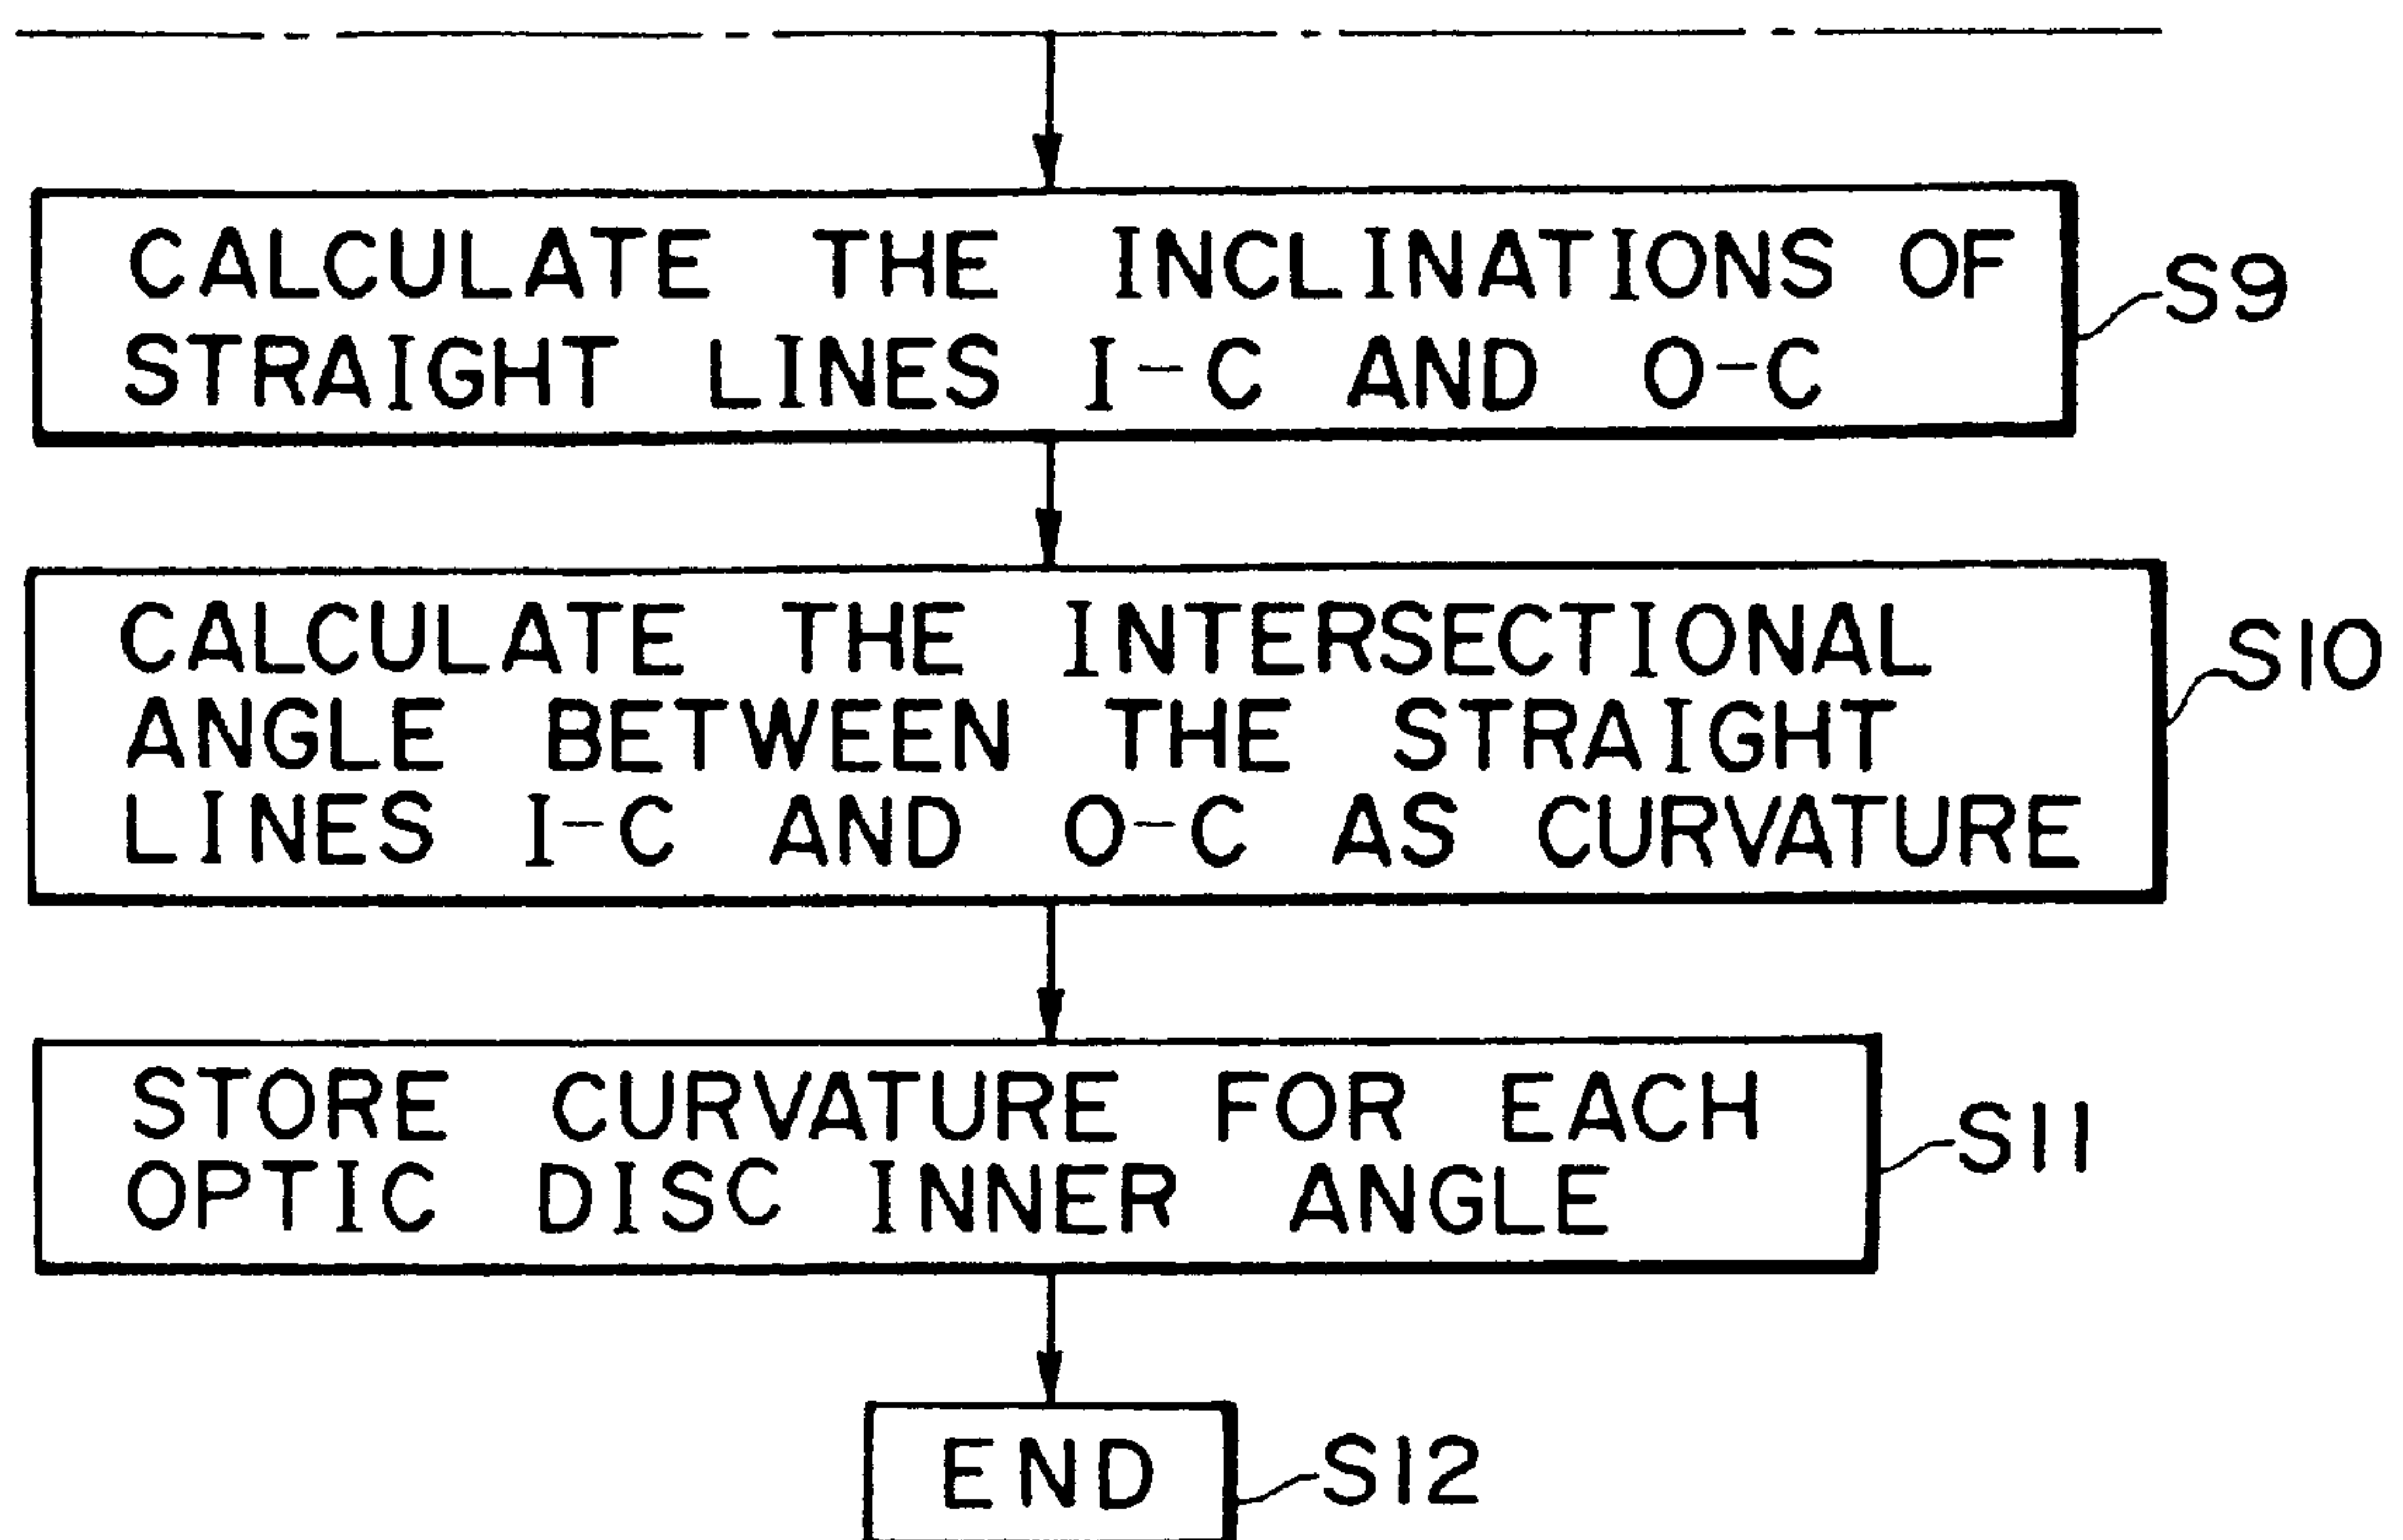 CALCULATE THE INCLINATIONS OF
STRAIGHT LINES I-C AND O-C
S9
CALCULATE THE INTERSECTIONAL
ANGLE BETWEEN THE STRAIGHT
LINES I-C AND O-C AS CURVATURE
S10
STORE CURVATURE FOR EACH
OPTIC DISC INNER ANGLE
S11
END
S12